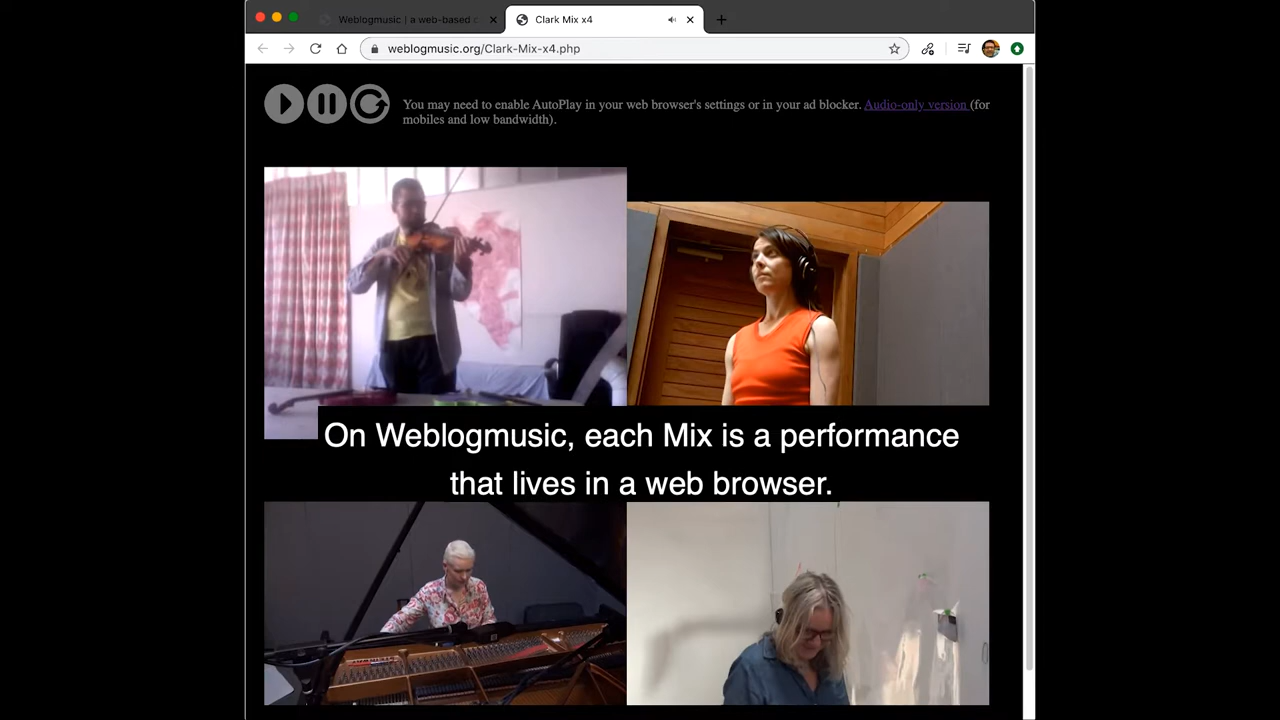 Weblogmusic | a web-based c
Clark Mix x4
weblogmusic.org/Clark-Mix-x4.php
You may need to enable AutoPlay in your web browser's settings or in your ad blocker. Audio-only version (for
mobiles and low bandwidth).
On Weblogmusic, each Mix is a performance
that lives in a web browser.